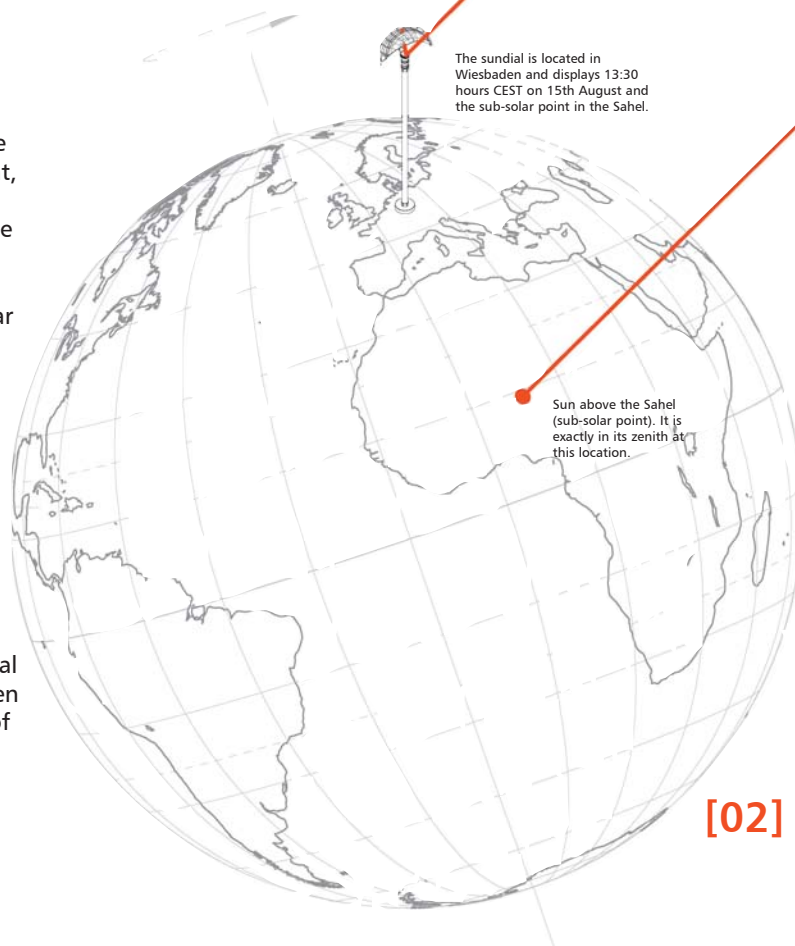 The sundial is located in
Wiesbaden and displays 13:30
hours CEST on 15th August and
the sub-solar point in the Sahel.
Sun above the Sahel
(sub-solar point). It is
exactly in its zenith at
this location.
[02]